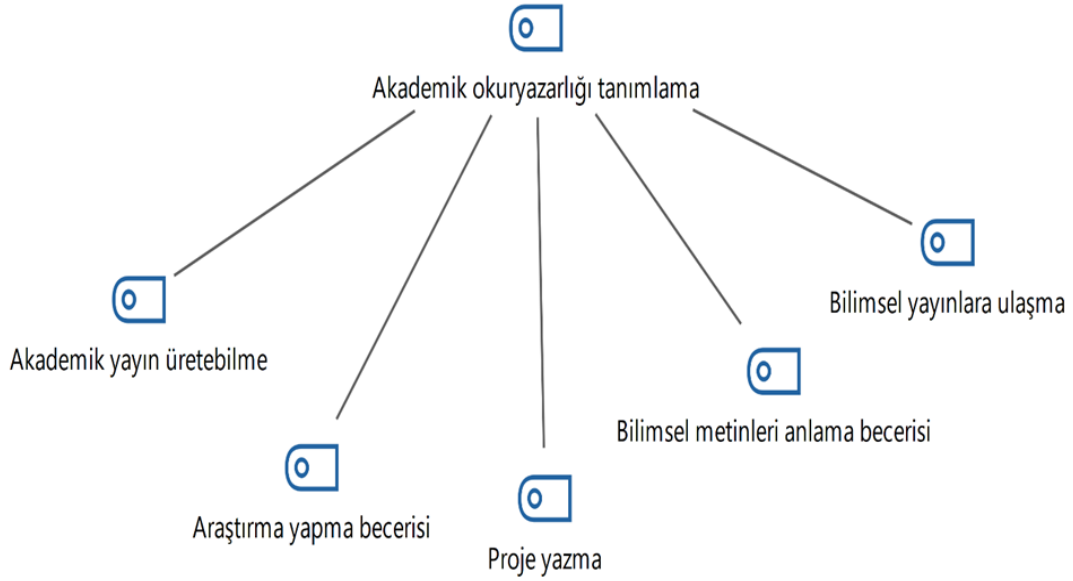 Akademik okuryazarlığı tanımlama
Bilimsel yayınlara ulaşma
Akademik yayın üretebilme
Bilimsel metinleri anlama becerisi
Araştırma yapma becerisi
Proje yazma